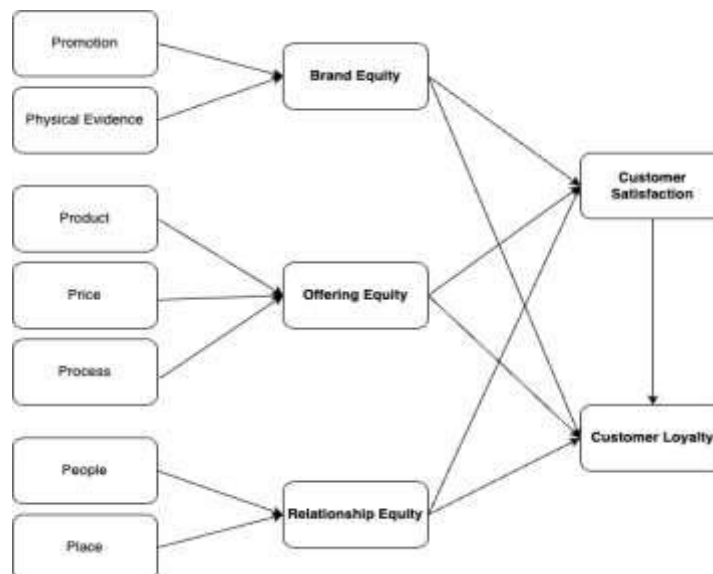 Promotion
Physical Evidence
Brand Equity
Customer
Satisfaction
Product
Price
Process
Offering Equity
Customer Loyalty
People
Place
Relationship Equity